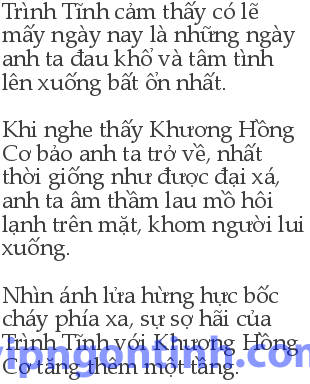 Trình Tĩnh cảm thấy có lẽ
mấy ngày nay là những ngày
anh ta đau khổ và tâm tình
lên xuống bất ổn nhất.
Khi nghe thấy Khương Hồng
Cơ bảo anh ta trở về, nhất
thời giống như được đại xá,
anh ta âm thầm lau mồ hôi
lạnh trên mặt, khom người lui
xuống.
Nhìn ánh lửa hừng hực bốc
cháy phía xa, sự sợ hãi của
Trình Tĩnh với Khương Hồng
Cơ tăng thêm một tầng.
vipngontinh.com